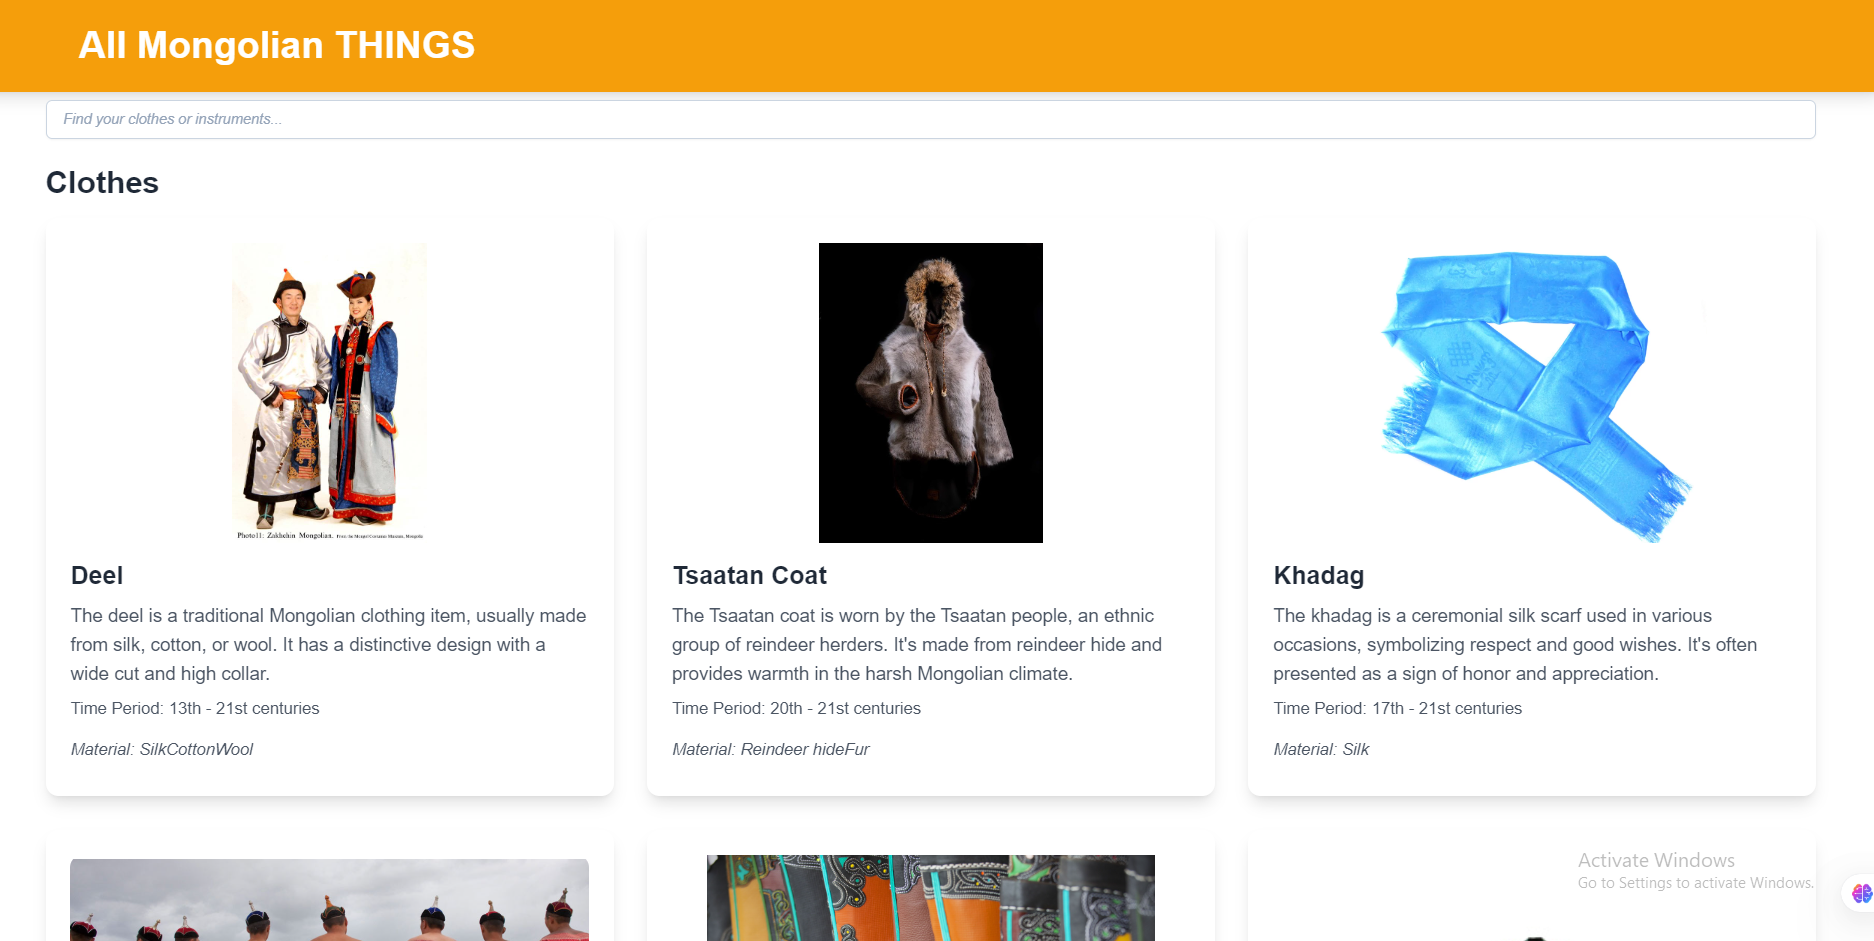 All Mongolian THINGS
Find your clothes or instruments...
Clothes
Photo11: Zakhchin Mongolian.
Deel
The deel is a traditional Mongolian clothing item, usually made
from silk, cotton, or wool. It has a distinctive design with a
wide cut and high collar.
Time Period: 13th - 21st centuries
Material: SilkCottonWool
Tsaatan Coat
The Tsaatan coat is worn by the Tsaatan people, an ethnic
group of reindeer herders. It's made from reindeer hide and
provides warmth in the harsh Mongolian climate.
Time Period: 20th - 21st centuries
Material: Reindeer hideFur
Khadag
The khadag is a ceremonial silk scarf used in various
occasions, symbolizing respect and good wishes. It's often
presented as a sign of honor and appreciation.
Time Period: 17th - 21st centuries
Material: Silk
Activate Windows
Go to Settings to activate Windows.